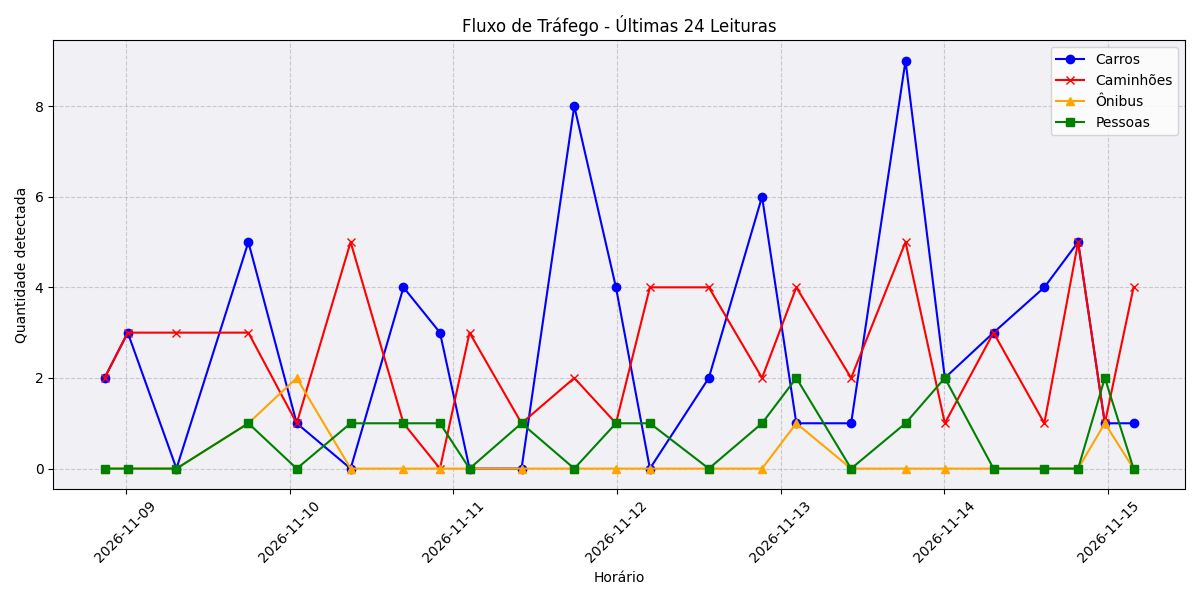 Fluxo de Tráfego - Últimas 24 Leituras
Carros
Caminhões
Ônibus
Pessoas
Quantidade detectada
8
6
4
2
0
2026-11-09
2026-11-10
2026-11-11
2026-11-12
2026-11-13
2026-11-14
2026-11-15
Horário